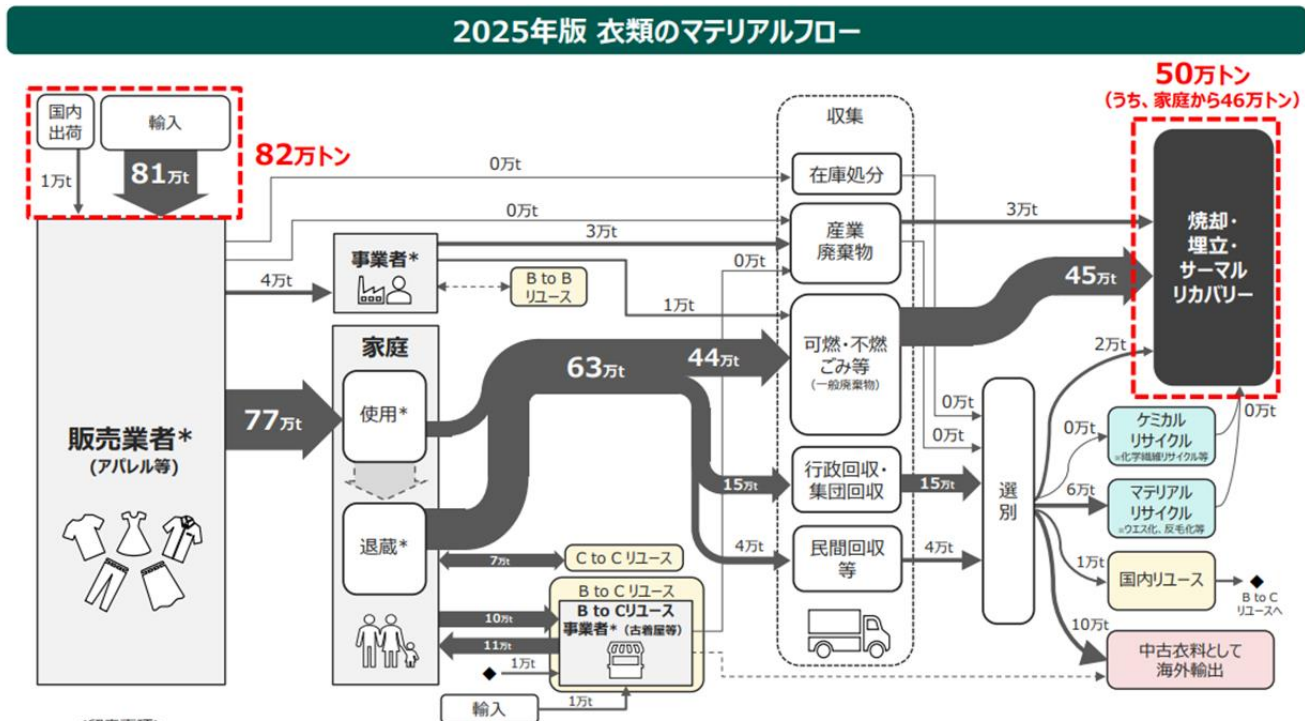 2025年版 衣類のマテリアルフロー
国内
出荷
輸入
1万t
81万t
82万トン
販売業者*
(アパレル等)
0万t
0万t
4万t
77万t
事業者*
B to B
リユース
3万t
1万t
0万t
家庭
使用*
退蔵*
63万t
44万t
15万t
4万t
7万t
C to C リユース
B to C リユース
B to Cリユース
事業者*(古着屋等)
10万t
11万t
◆
1万t
輸入
1万t
収集
在庫処分
産業
廃棄物
可燃・不燃
ごみ等
(一般廃棄物)
行政回収・
集団回収
民間回収
等
3万t
45万t
0万t
0万t
15万t
4万t
選別
50万トン
(うち、家庭から46万トン)
焼却・
埋立・
サーマル
リカバリー
2万t
0万t
0万t
ケミカル
リサイクル
※化学繊維リサイクル等
6万t
マテリアル
リサイクル
※ウエス化、反毛化等
1万t
国内リユース
◆
B to C
リユースへ
10万t
中古衣料として
海外輸出